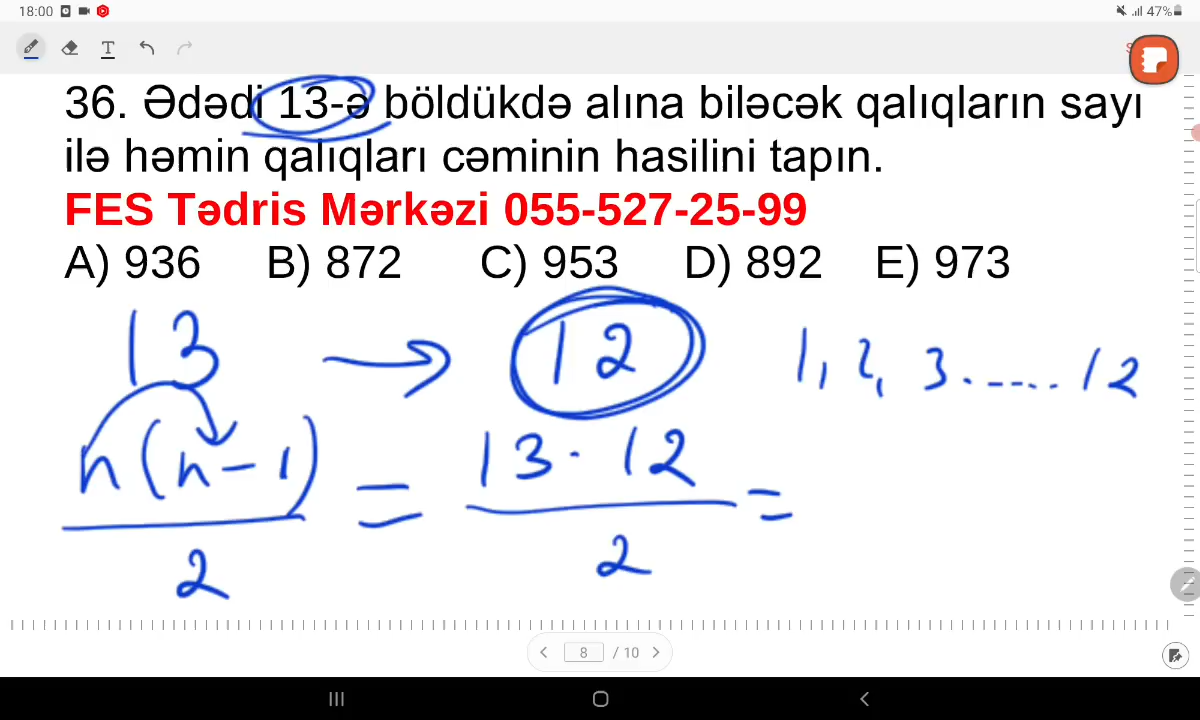 18:00 47%
36. Ədədi 13-ə böldükdə alına biləcək qalıqların sayı
ilə həmin qalıqları cəminin hasilini tapın.
FES Tədris Mərkəzi 055-527-25-99
A) 936 B) 872 C) 953 D) 892 E) 973
13 → 12 1, 2, 3......12
n(n-1)/2 = 13·12/2 =
8 / 10